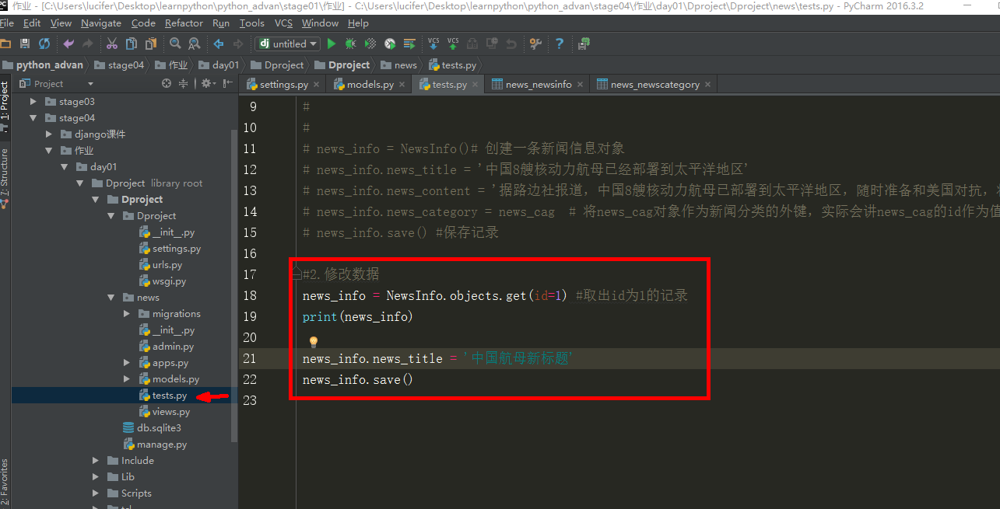 作业 - [C:\Users\lucifer\Desktop\learnpython\python_advan\stage01\作业] - C:\Users\lucifer\Desktop\learnpython\python_advan\stage04\作业\day01\Dproject\Dproject\news\tests.py - PyCharm 2016.3.2
File Edit View Navigate Code Refactor Run Tools VCS Window Help
dj untitled VCS VCS ?
python_advan stage04 作业 day01 Dproject Dproject news tests.py
Project settings.py models.py tests.py news_newsinfo news_newscategory
1: Project
7: Structure
2: Favorites
stage03
stage04
django课件
作业
day01
Dproject library root
Dproject
Dproject
__init__.py
settings.py
urls.py
wsgi.py
news
migrations
__init__.py
admin.py
apps.py
models.py
tests.py
views.py
db.sqlite3
manage.py
Include
Lib
Scripts
9 #
10 #
11 # news_info = NewsInfo()# 创建一条新闻信息对象
12 # news_info.news_title = '中国8艘核动力航母已经部署到太平洋地区'
13 # news_info.news_content = '据路边社报道，中国8艘核动力航母已部署到太平洋地区，随时准备和美国对抗，
14 # news_info.news_category = news_cag # 将news_cag对象作为新闻分类的外键，实际会讲news_cag的id作为值
15 # news_info.save() #保存记录
16
17 #2.修改数据
18 news_info = NewsInfo.objects.get(id=1) #取出id为1的记录
19 print(news_info)
20
21 news_info.news_title = '中国航母新标题'
22 news_info.save()
23